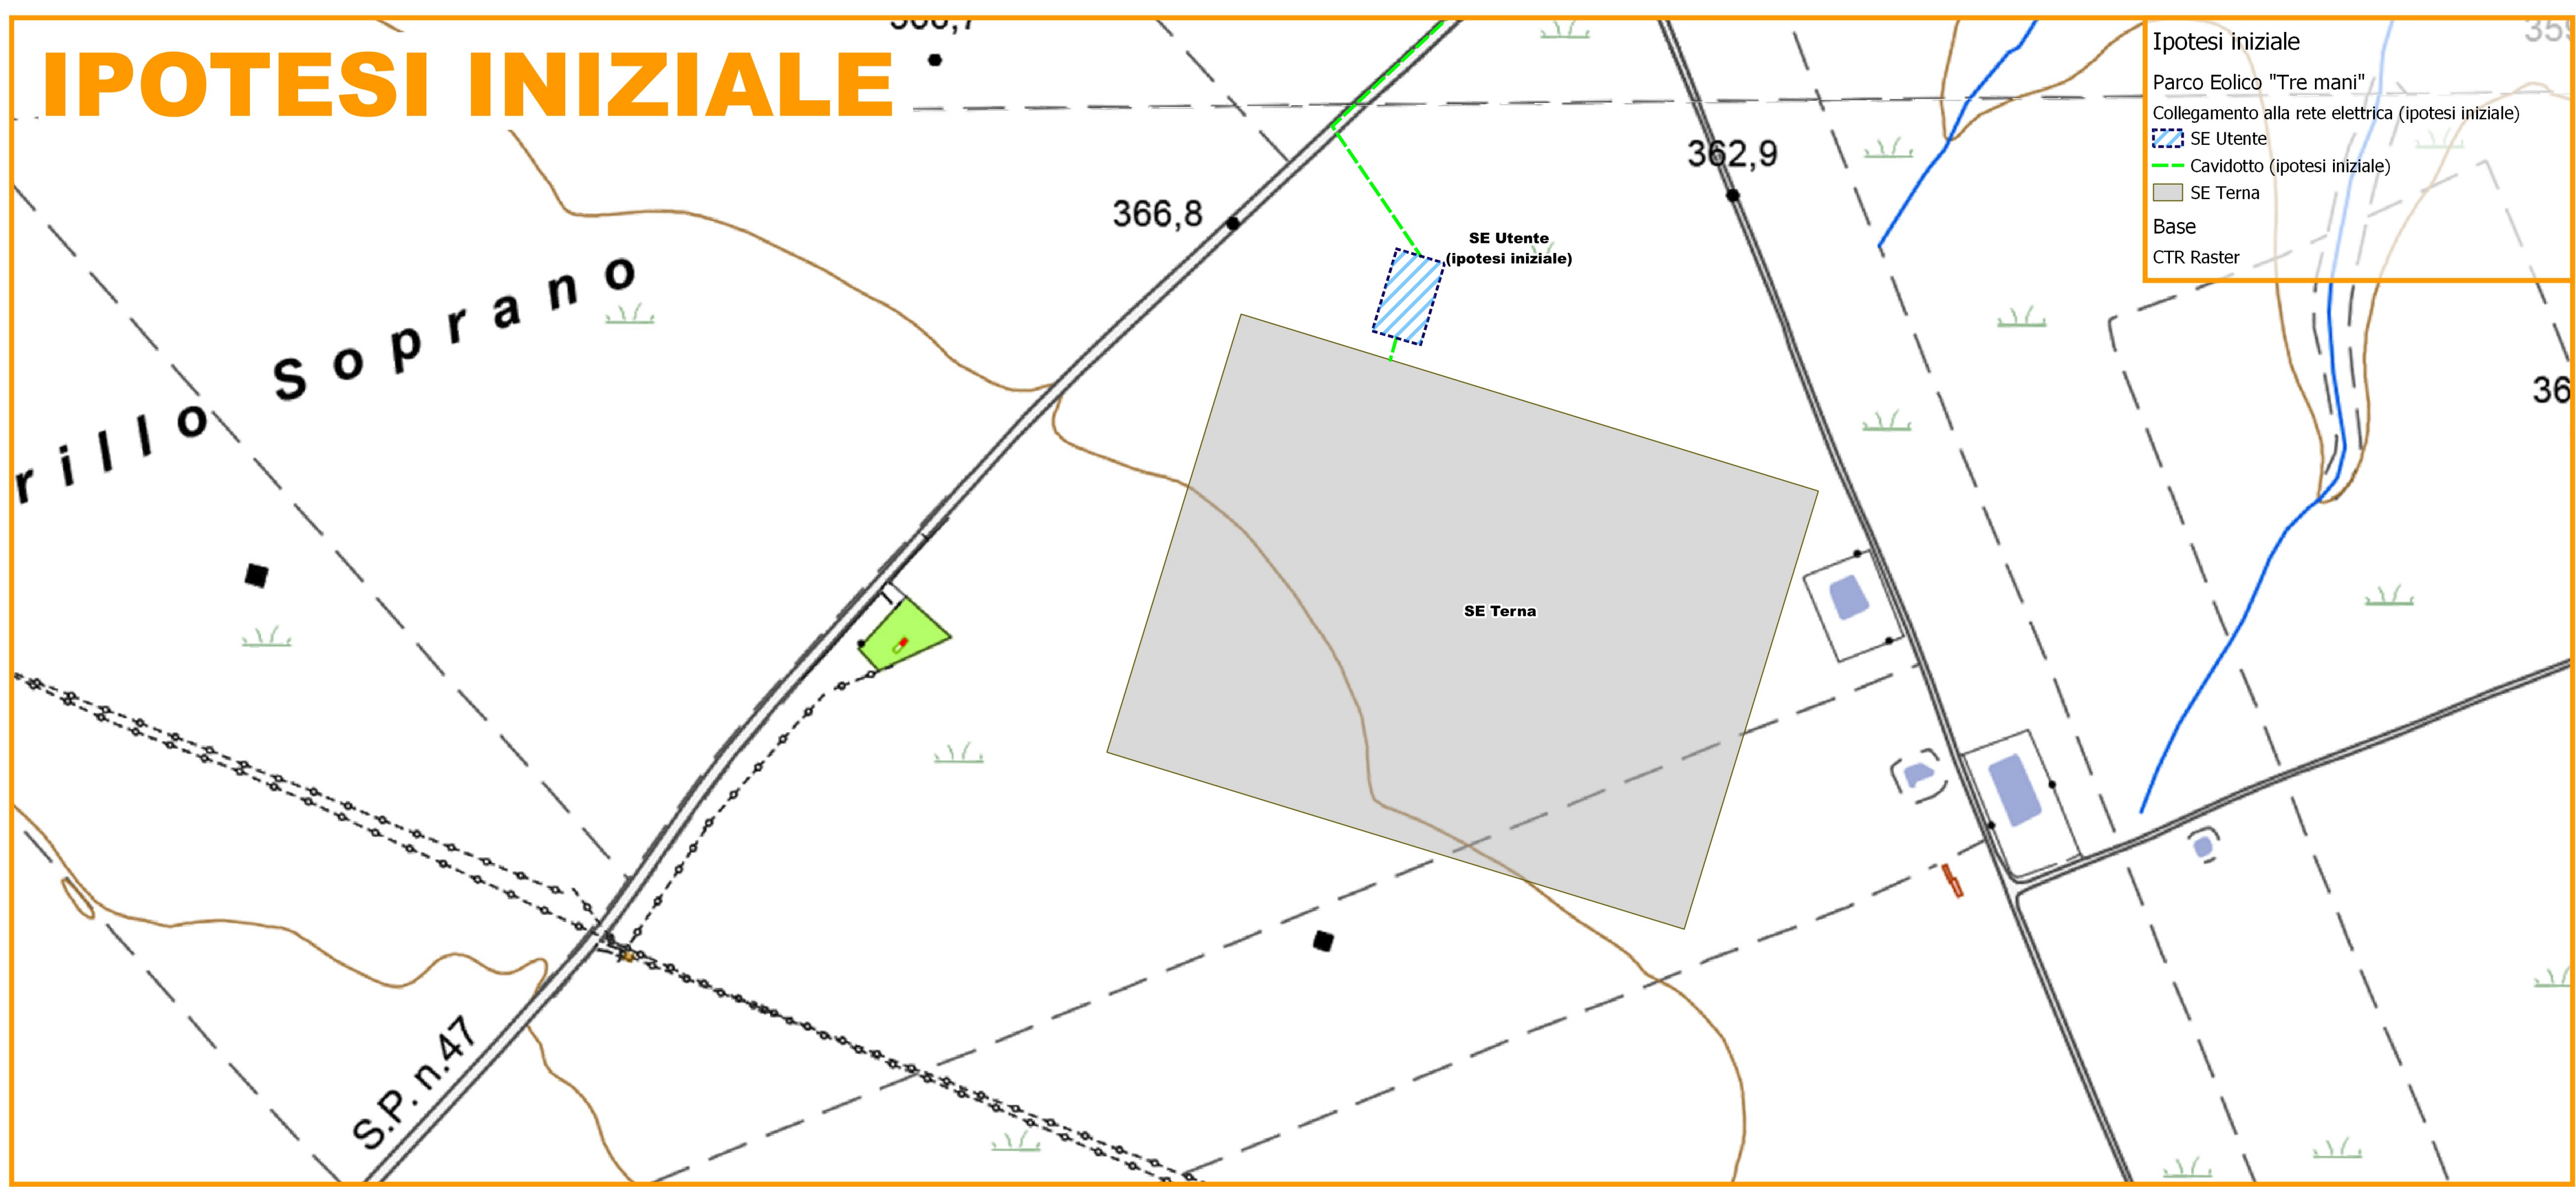 IPOTESI INIZIALE
Ipotesi iniziale
Parco Eolico "Tre mani"
Collegamento alla rete elettrica (ipotesi iniziale)
SE Utente
Cavidotto (ipotesi iniziale)
SE Terna
Base
CTR Raster
362,9
366,8
SE Utente
(ipotesi iniziale)
rillo Soprano
36
SE Terna
S.P. n.47